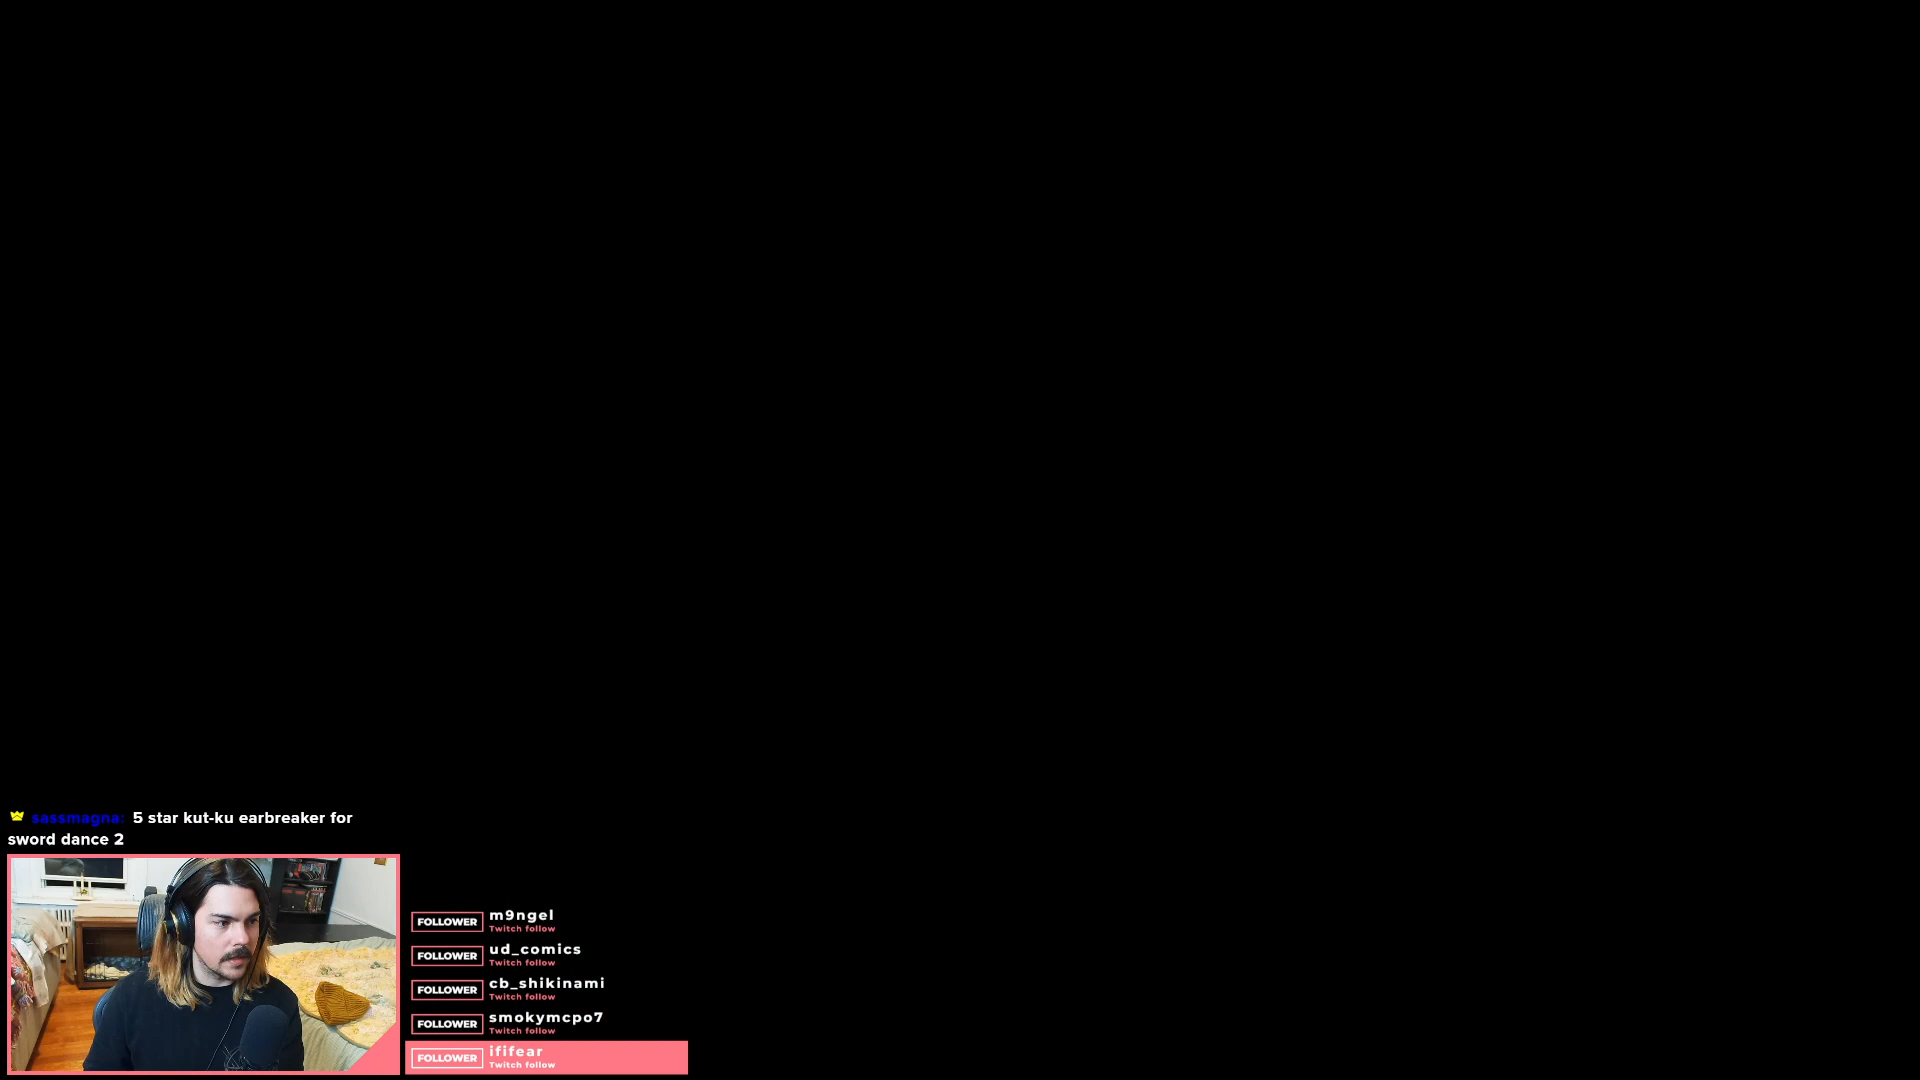 sassmagna: 5 star kut-ku earbreaker for
sword dance 2
FOLLOWER m9ngel
Twitch follow
FOLLOWER ud_comics
Twitch follow
FOLLOWER cb_shikinami
Twitch follow
FOLLOWER smokymcpo7
Twitch follow
FOLLOWER ififear
Twitch follow